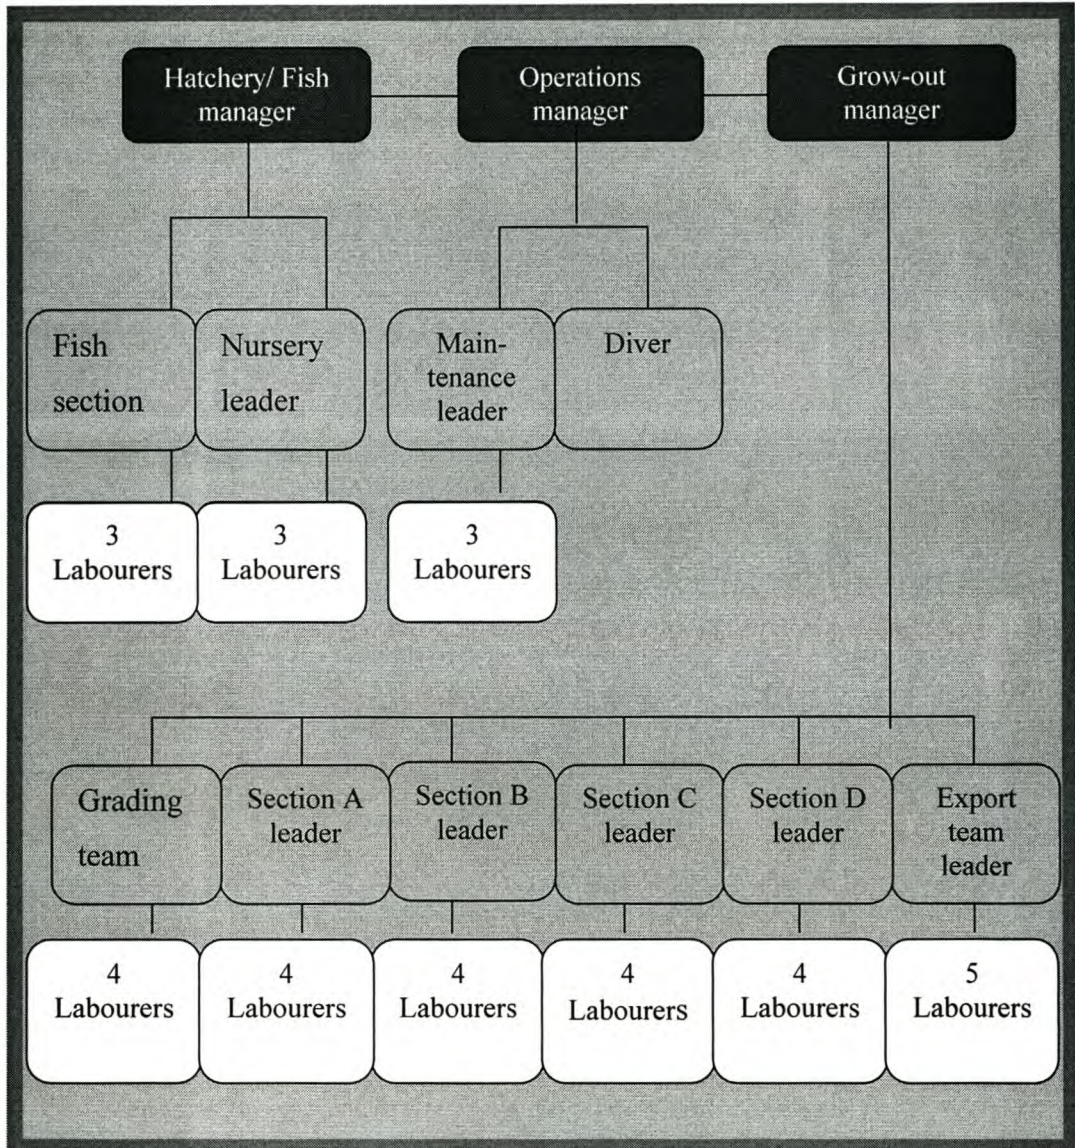 Hatchery/ Fish
manager
Operations
manager
Grow-out
manager
Fish
section
Nursery
leader
Main-
tenance
leader
Diver
3
Labourers
3
Labourers
3
Labourers
Grading
team
Section A
leader
Section B
leader
Section C
leader
Section D
leader
Export
team
leader
4
Labourers
4
Labourers
4
Labourers
4
Labourers
4
Labourers
5
Labourers